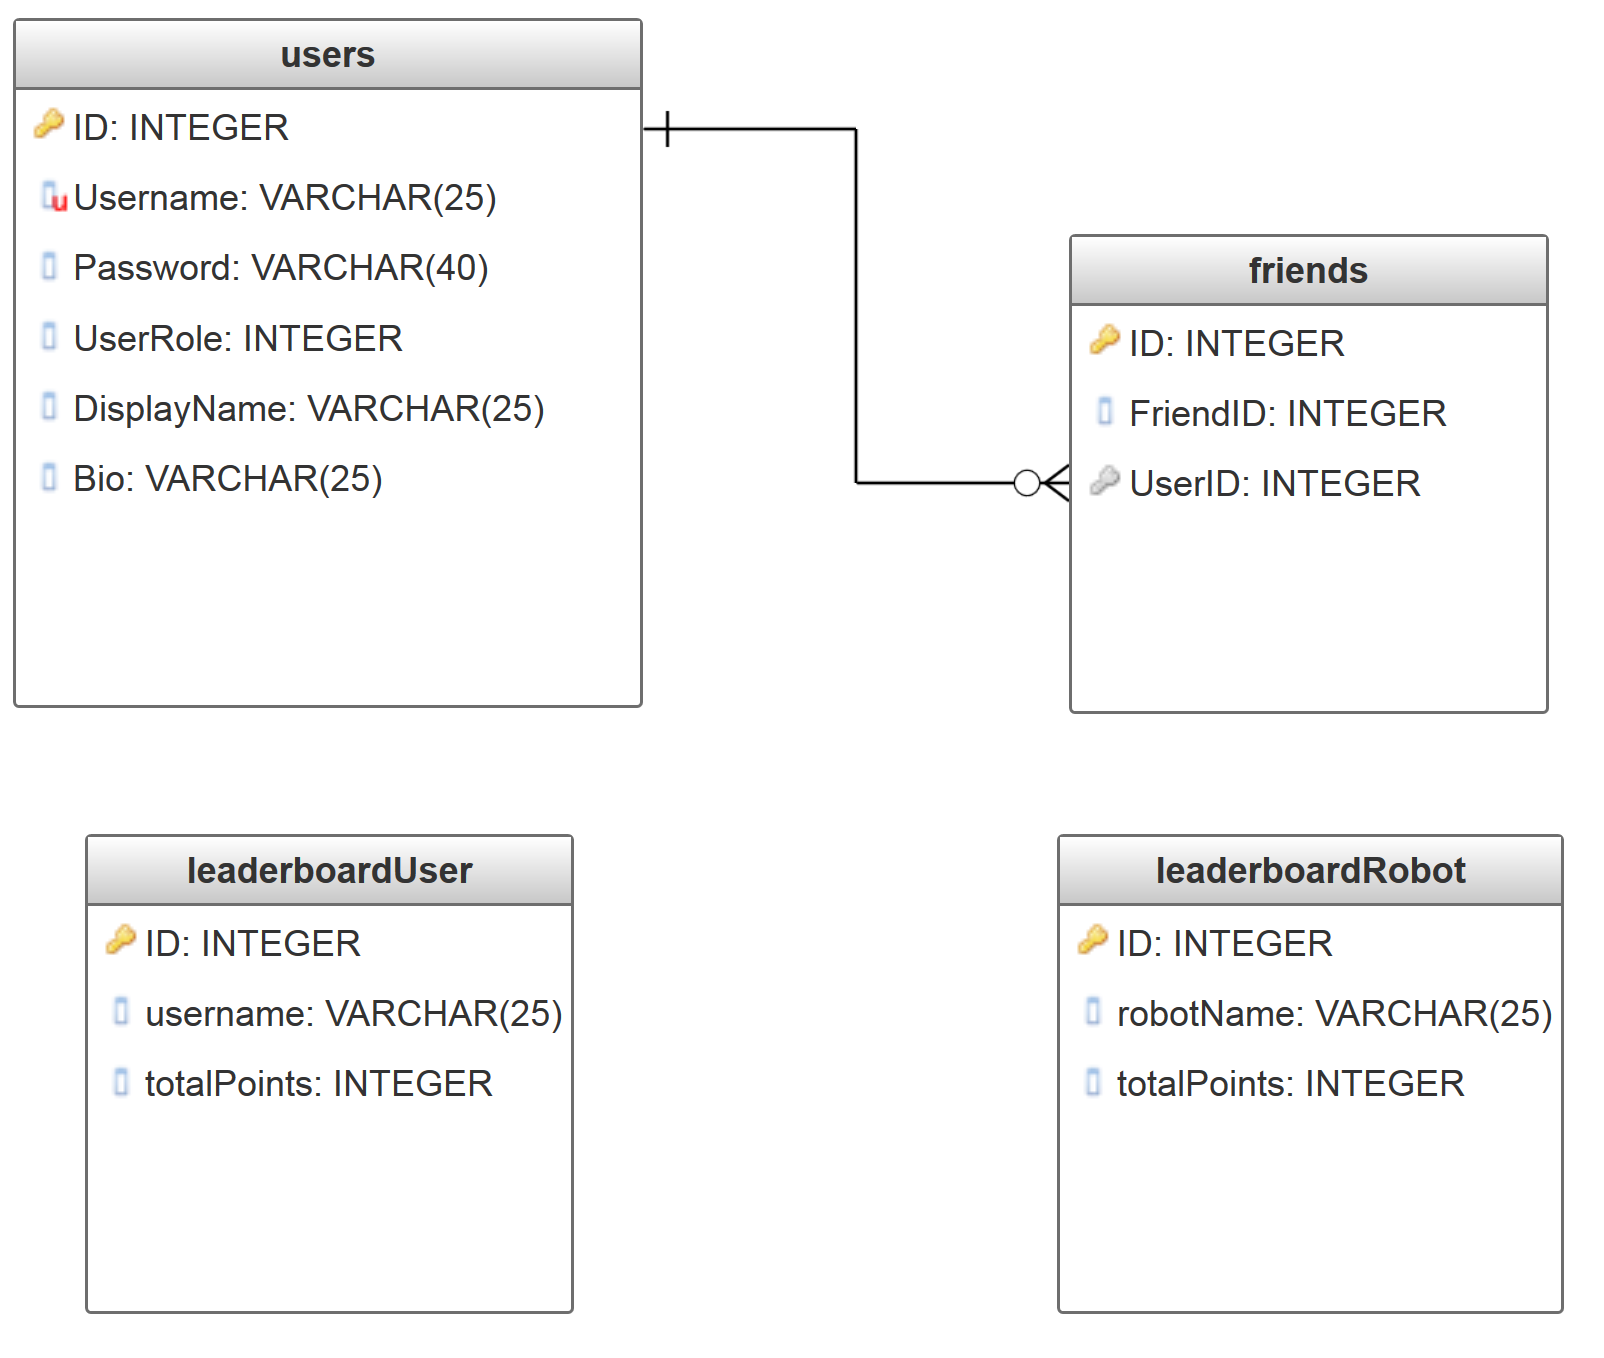 users
ID: INTEGER
Username: VARCHAR(25)
Password: VARCHAR(40)
UserRole: INTEGER
DisplayName: VARCHAR(25)
Bio: VARCHAR(25)
friends
ID: INTEGER
FriendID: INTEGER
UserID: INTEGER
leaderboardUser
ID: INTEGER
username: VARCHAR(25)
totalPoints: INTEGER
leaderboardRobot
ID: INTEGER
robotName: VARCHAR(25)
totalPoints: INTEGER